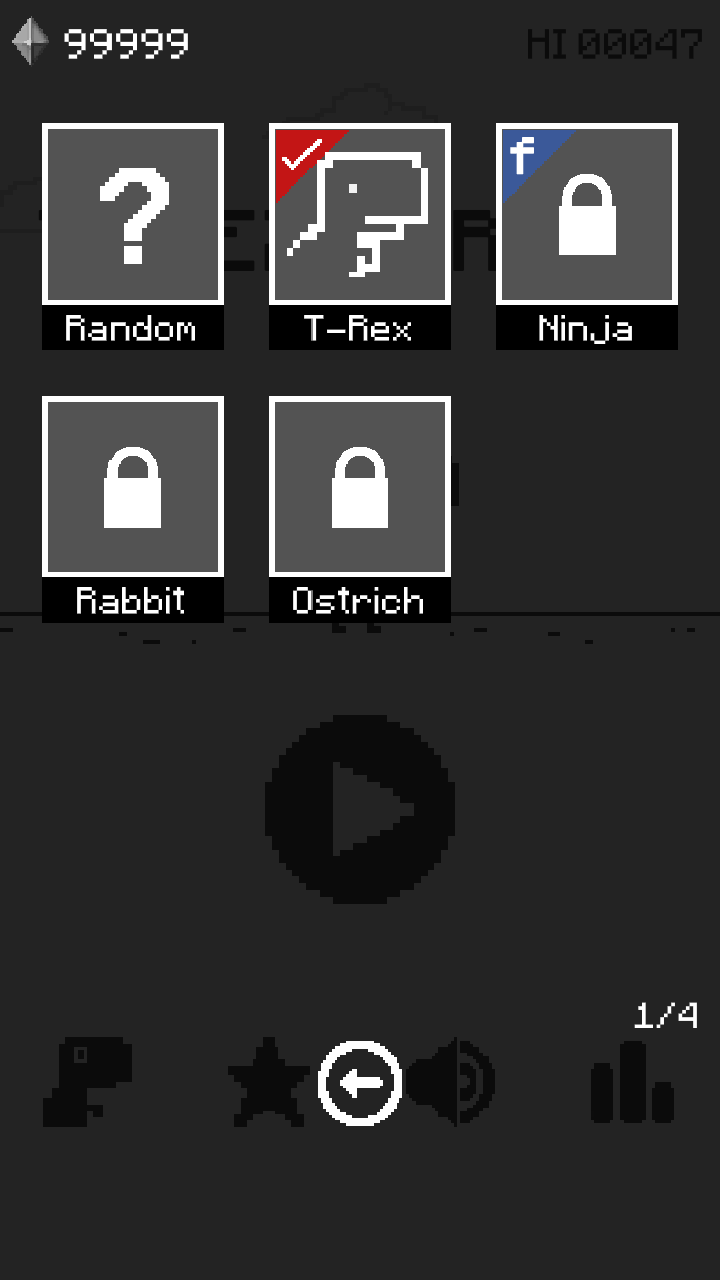 99999 HI 00047
?
f
Random T-Rex Ninja
Rabbit Ostrich
1/4